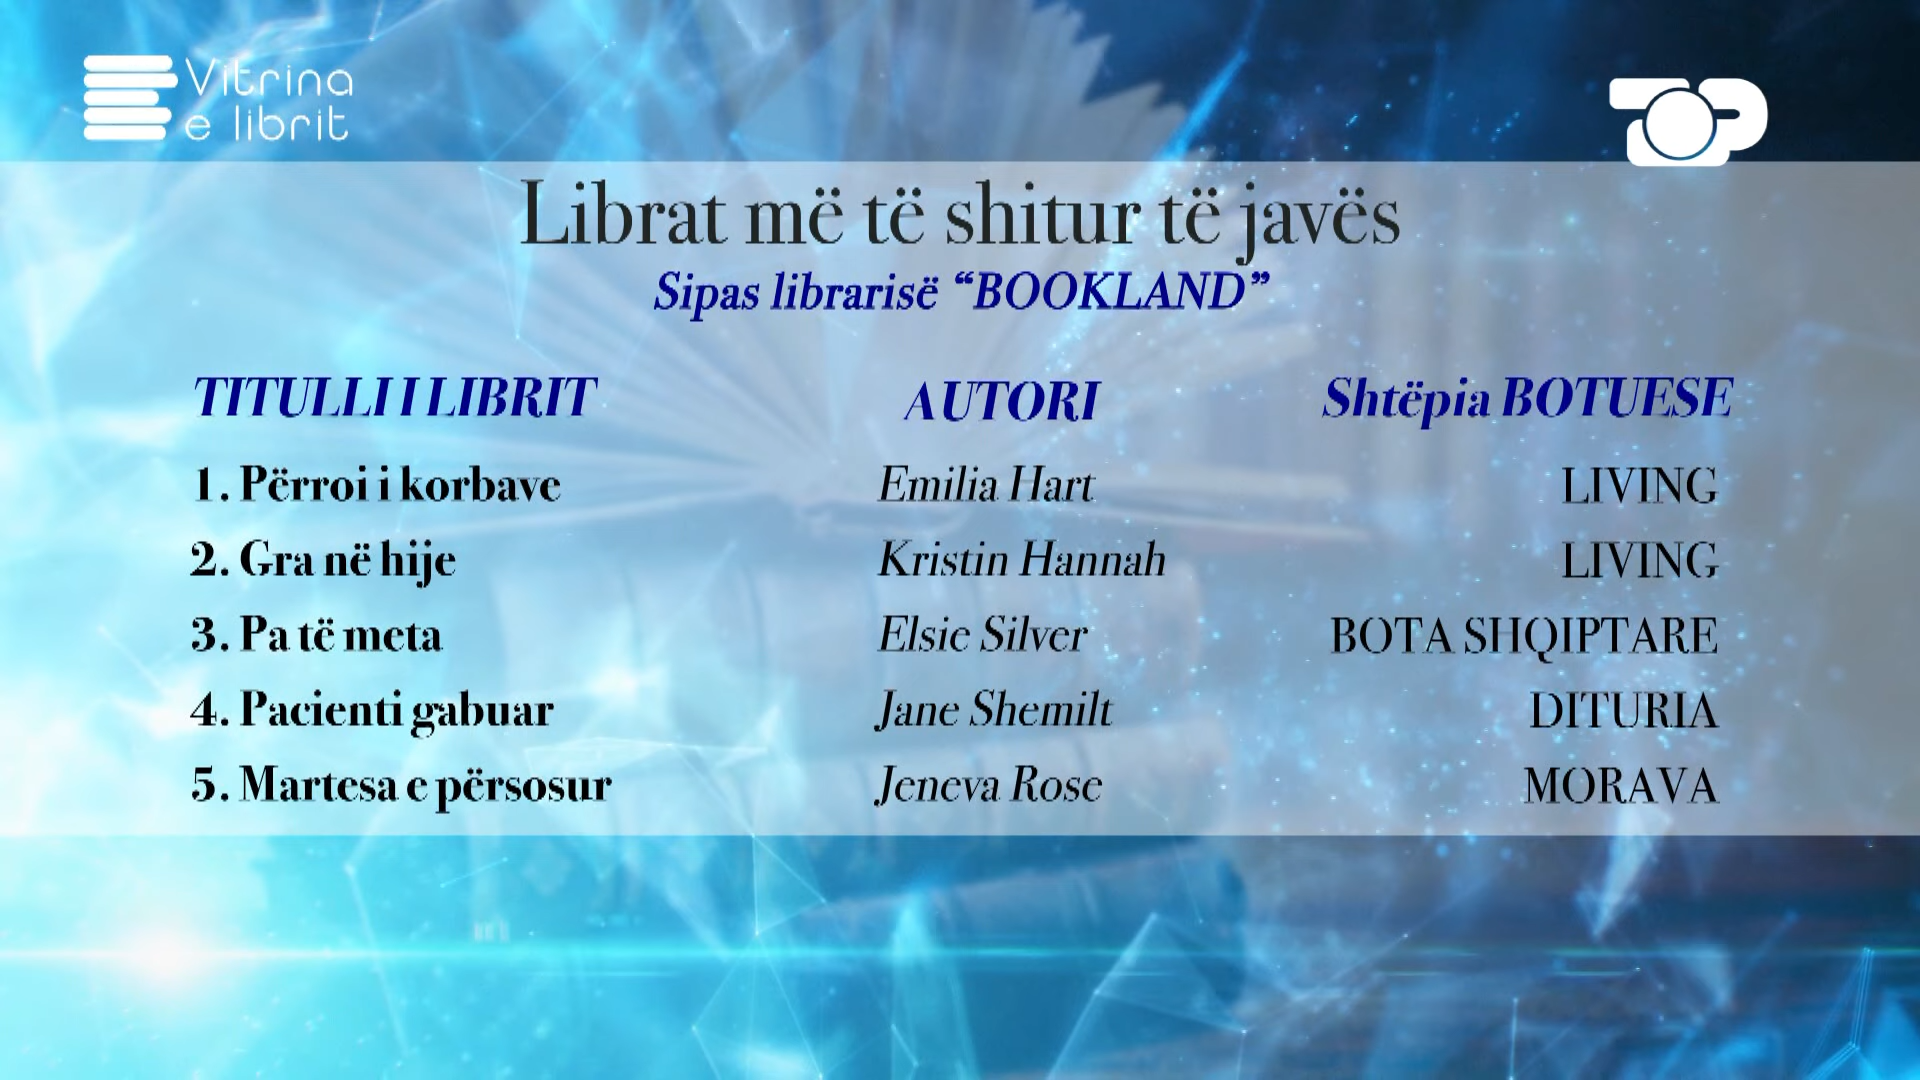 Vitrina
e librit
TOP
Librat më të shitur të javës
Sipas librarisë “BOOKLAND”
TITULLI I LIBRIT AUTORI Shtëpia BOTUESE
1. Përroi i korbave Emilia Hart LIVING
2. Gra në hije Kristin Hannah LIVING
3. Pa të meta Elsie Silver BOTA SHQIPTARE
4. Pacienti gabuar Jane Shemilt DITURIA
5. Martesa e përsosur Jeneva Rose MORAVA